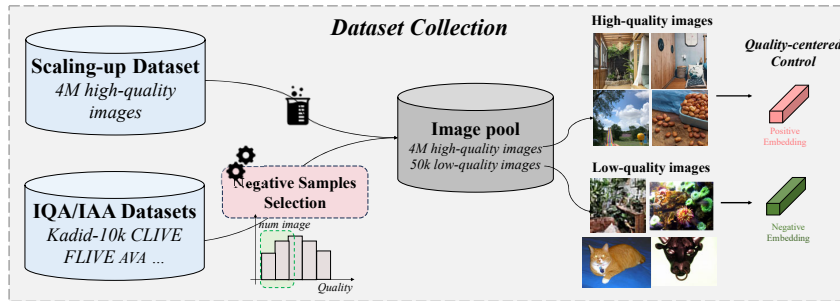 Dataset Collection
Scaling-up Dataset
4M high-quality
images
IQA/IAA Datasets
Kadid-10k CLIVE
FLIVE AVA ...
Negative Samples
Selection
num image
Quality
Image pool
4M high-quality images
50k low-quality images
High-quality images
Low-quality images
Quality-centered
Control
Positive
Embedding
Negative
Embedding